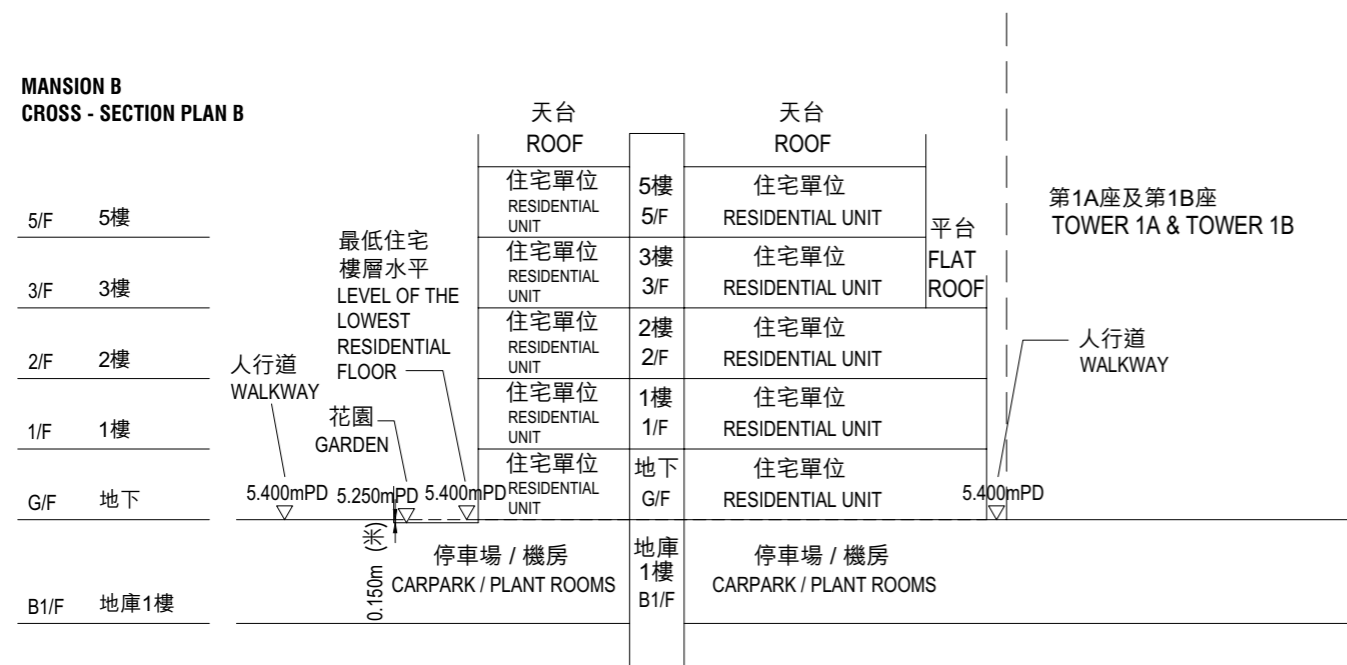 MANSION B
CROSS - SECTION PLAN B
天台
ROOF
天台
ROOF
5/F 5樓
住宅單位
RESIDENTIAL
UNIT
5樓
5/F
住宅單位
RESIDENTIAL UNIT
平台
FLAT
ROOF
第1A座及第1B座
TOWER 1A & TOWER 1B
3/F 3樓
最低住宅
樓層水平
LEVEL OF THE
LOWEST
RESIDENTIAL
FLOOR
住宅單位
RESIDENTIAL
UNIT
3樓
3/F
住宅單位
RESIDENTIAL UNIT
2/F 2樓
人行道
WALKWAY
住宅單位
RESIDENTIAL
UNIT
2樓
2/F
住宅單位
RESIDENTIAL UNIT
人行道
WALKWAY
1/F 1樓
花園
GARDEN
住宅單位
RESIDENTIAL
UNIT
1樓
1/F
住宅單位
RESIDENTIAL UNIT
G/F 地下
5.400mPD
5.250mPD
5.400mPD
住宅單位
RESIDENTIAL
UNIT
地下
G/F
住宅單位
RESIDENTIAL UNIT
5.400mPD
0.150m (米)
B1/F 地庫1樓
停車場 / 機房
CARPARK / PLANT ROOMS
地庫
1樓
B1/F
停車場 / 機房
CARPARK / PLANT ROOMS